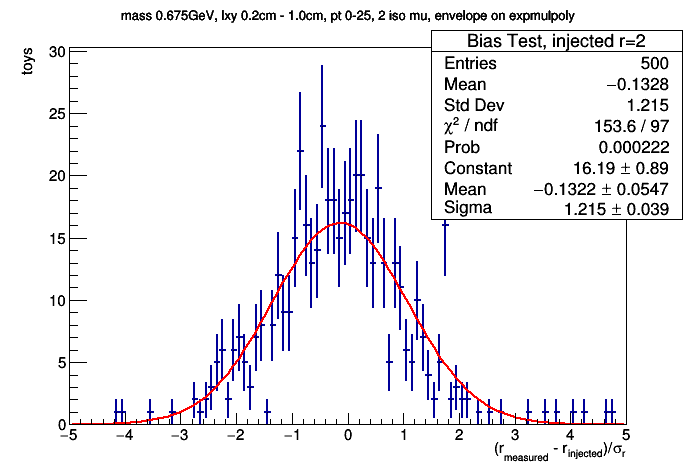 mass 0.675GeV, lxy 0.2cm - 1.0cm, pt 0-25, 2 iso mu, envelope on expmulpoly
Bias Test, injected r=2
Entries 500
Mean −0.1328
Std Dev 1.215
χ² / ndf 153.6 / 97
Prob 0.000222
Constant 16.19 ± 0.89
Mean −0.1322 ± 0.0547
Sigma 1.215 ± 0.039
toys
30
25
20
15
10
5
0
−5 −4 −3 −2 −1 0 1 2 3 4 5
(r_measured - r_injected)/σ_r